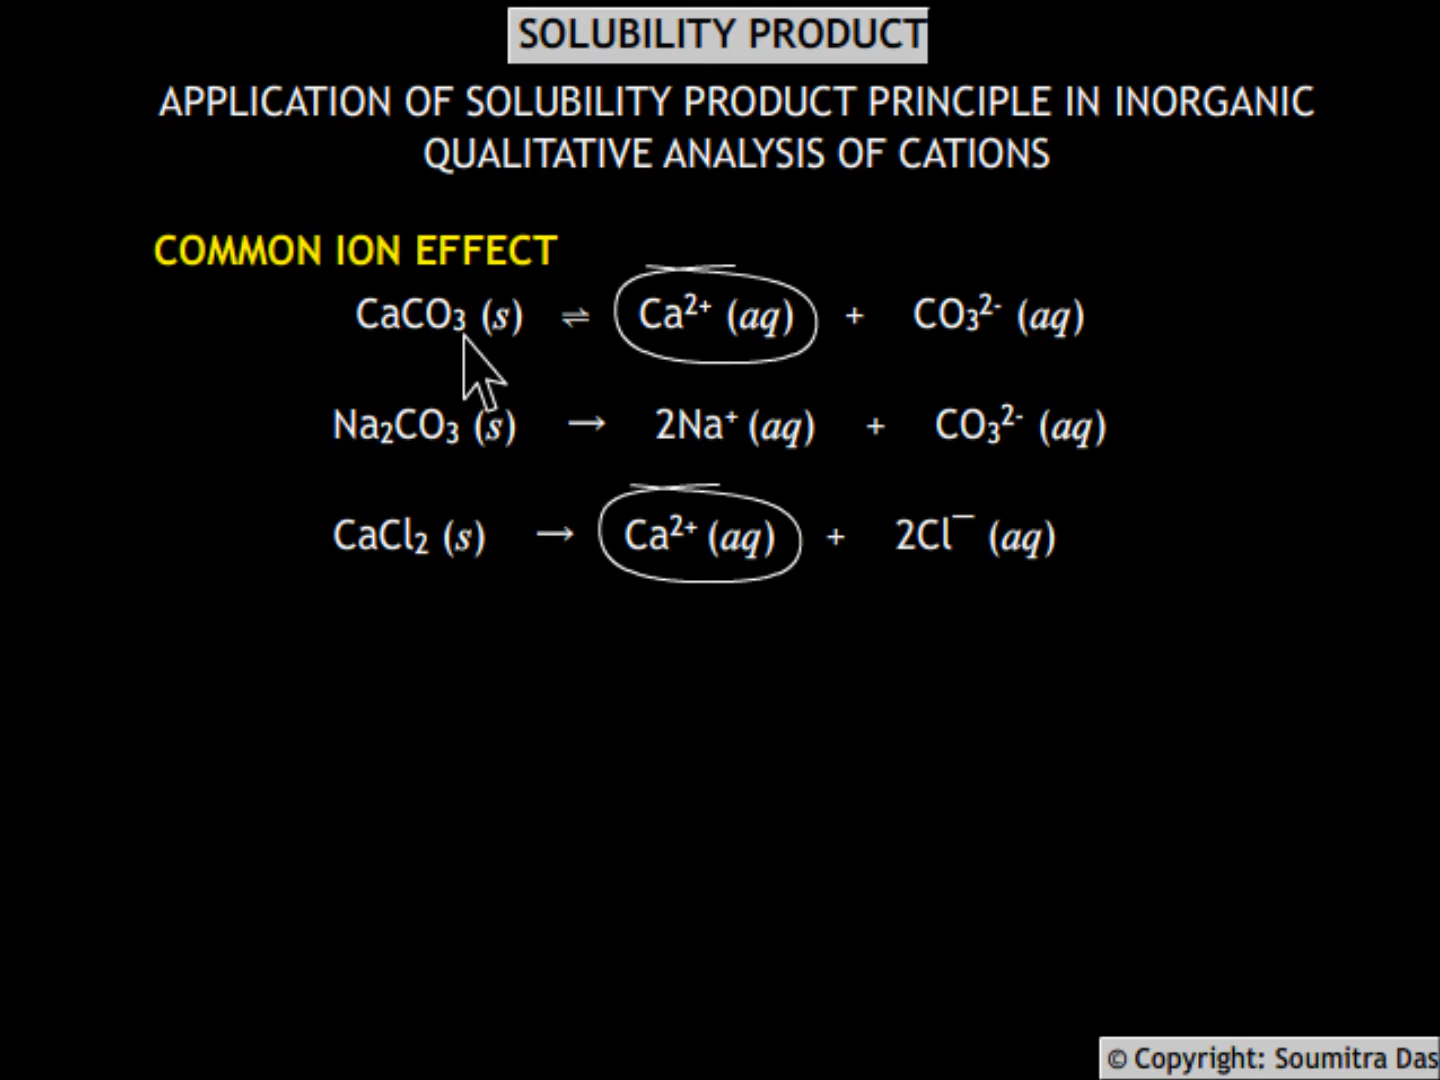 SOLUBILITY PRODUCT
APPLICATION OF SOLUBILITY PRODUCT PRINCIPLE IN INORGANIC
QUALITATIVE ANALYSIS OF CATIONS
COMMON ION EFFECT
CaCO₃ (s) ⇌ Ca²⁺ (aq) + CO₃²⁻ (aq)
Na₂CO₃ (s) → 2Na⁺ (aq) + CO₃²⁻ (aq)
CaCl₂ (s) → Ca²⁺ (aq) + 2Cl⁻ (aq)
© Copyright: Soumitra Das